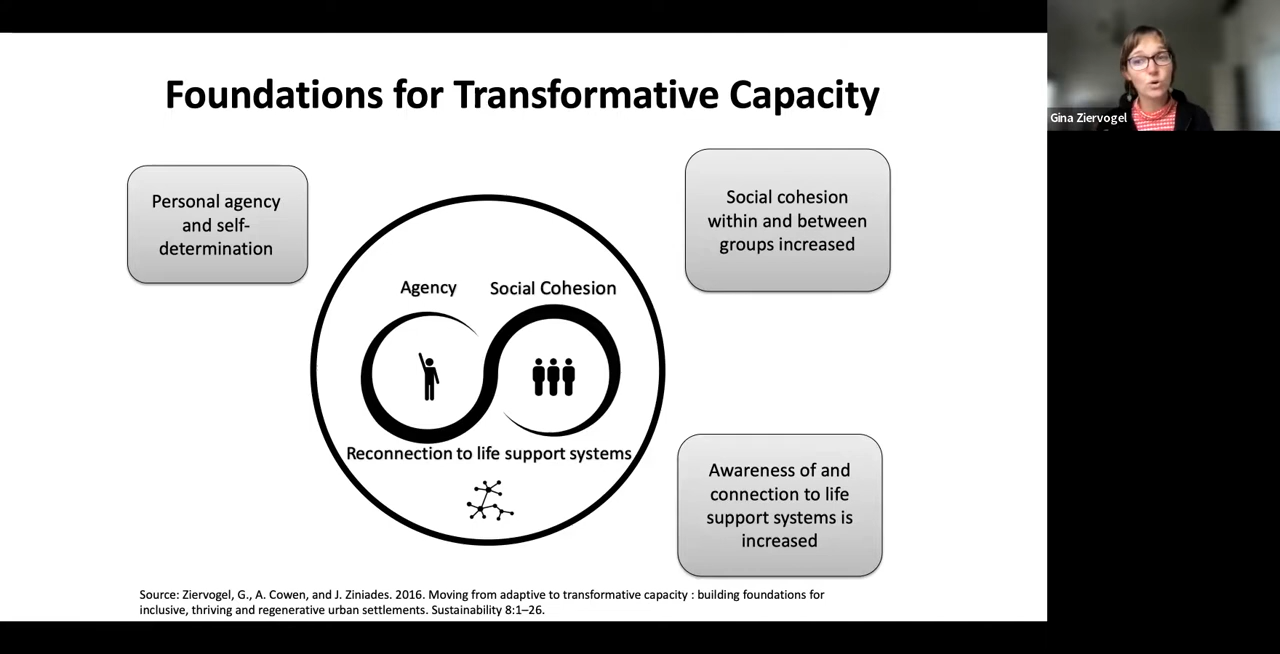 Foundations for Transformative Capacity
Gina Ziervogel
Personal agency
and self-
determination
Social cohesion
within and between
groups increased
Agency
Social Cohesion
Reconnection to life support systems
Awareness of and
connection to life
support systems is
increased
Source: Ziervogel, G., A. Cowen, and J. Ziniades. 2016. Moving from adaptive to transformative capacity : building foundations for
inclusive, thriving and regenerative urban settlements. Sustainability 8:1–26.